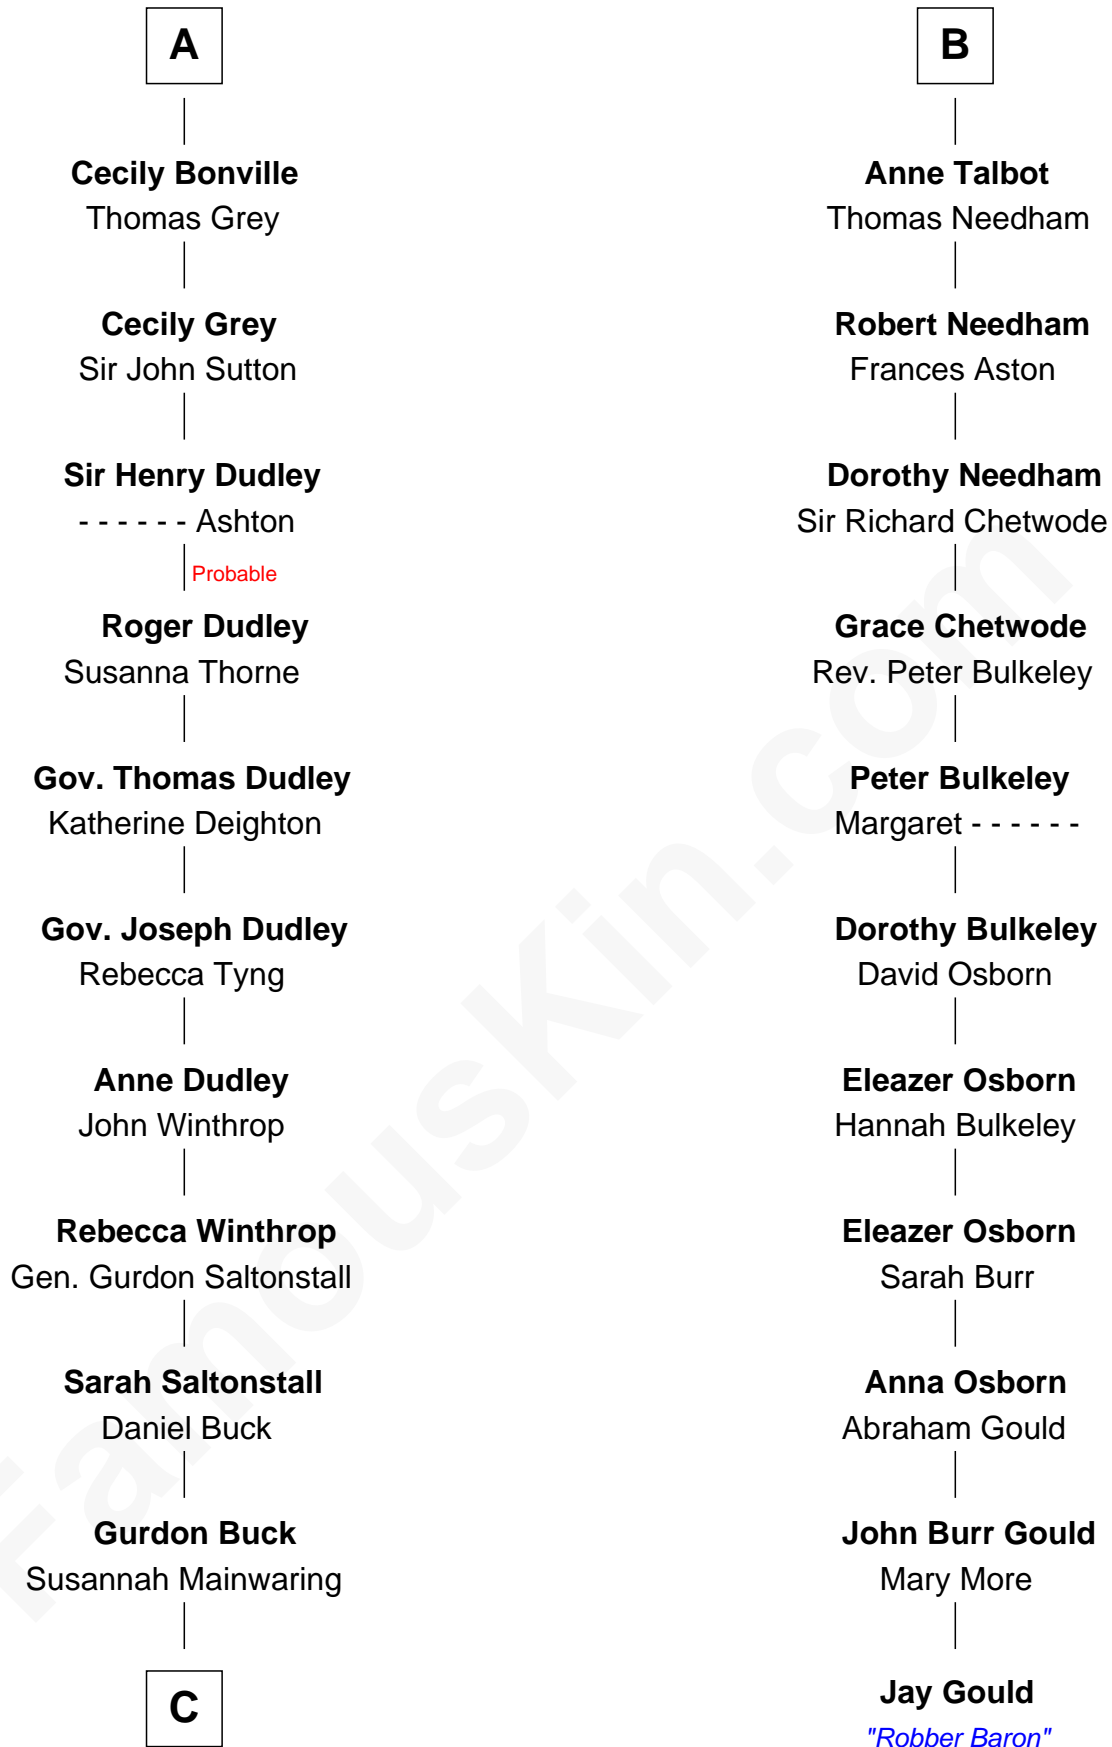 A
Cecily Bonville
Thomas Grey
Cecily Grey
Sir John Sutton
Sir Henry Dudley
- - - - - - Ashton
Probable
Roger Dudley
Susanna Thorne
Gov. Thomas Dudley
Katherine Deighton
Gov. Joseph Dudley
Rebecca Tyng
Anne Dudley
John Winthrop
Rebecca Winthrop
Gen. Gurdon Saltonstall
Sarah Saltonstall
Daniel Buck
Gurdon Buck
Susannah Mainwaring
C
B
Anne Talbot
Thomas Needham
Robert Needham
Frances Aston
Dorothy Needham
Sir Richard Chetwode
Grace Chetwode
Rev. Peter Bulkeley
Peter Bulkeley
Margaret - - - - - -
Dorothy Bulkeley
David Osborn
Eleazer Osborn
Hannah Bulkeley
Eleazer Osborn
Sarah Burr
Anna Osborn
Abraham Gould
John Burr Gould
Mary More
Jay Gould
"Robber Baron"
FamousKin.com